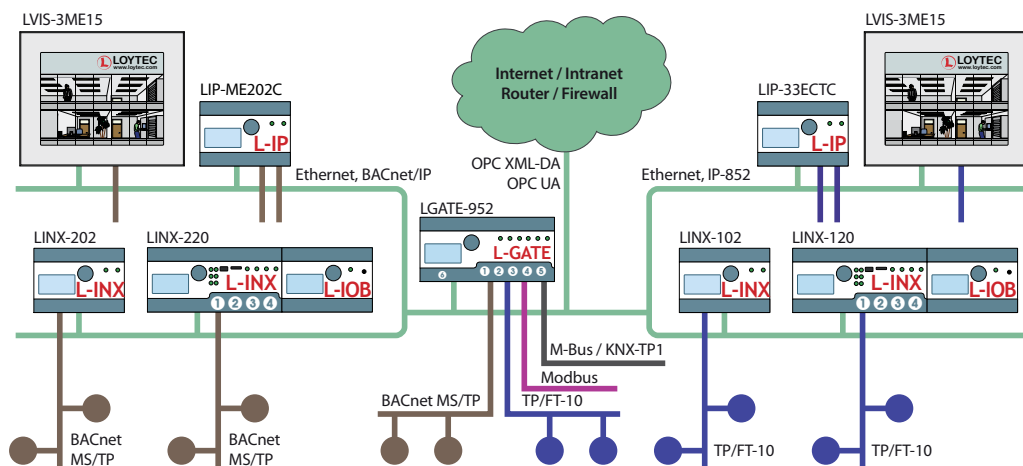 LVIS-3ME15
LOYTEC
www.loytec.com
LIP-ME202C
L-IP
Ethernet, BACnet/IP
Internet / Intranet
Router / Firewall
OPC XML-DA
OPC UA
LIP-33ECTC
L-IP
Ethernet, IP-852
LVIS-3ME15
LOYTEC
www.loytec.com
LINX-202
L-INX
LINX-220
L-INX
1 2 3 4
L-IOB
LGATE-952
L-GATE
6 1 2 3 4 5
LINX-102
L-INX
LINX-120
L-INX
1 2 3 4
L-IOB
M-Bus / KNX-TP1
Modbus
BACnet MS/TP
TP/FT-10
BACnet
MS/TP
BACnet
MS/TP
TP/FT-10
TP/FT-10